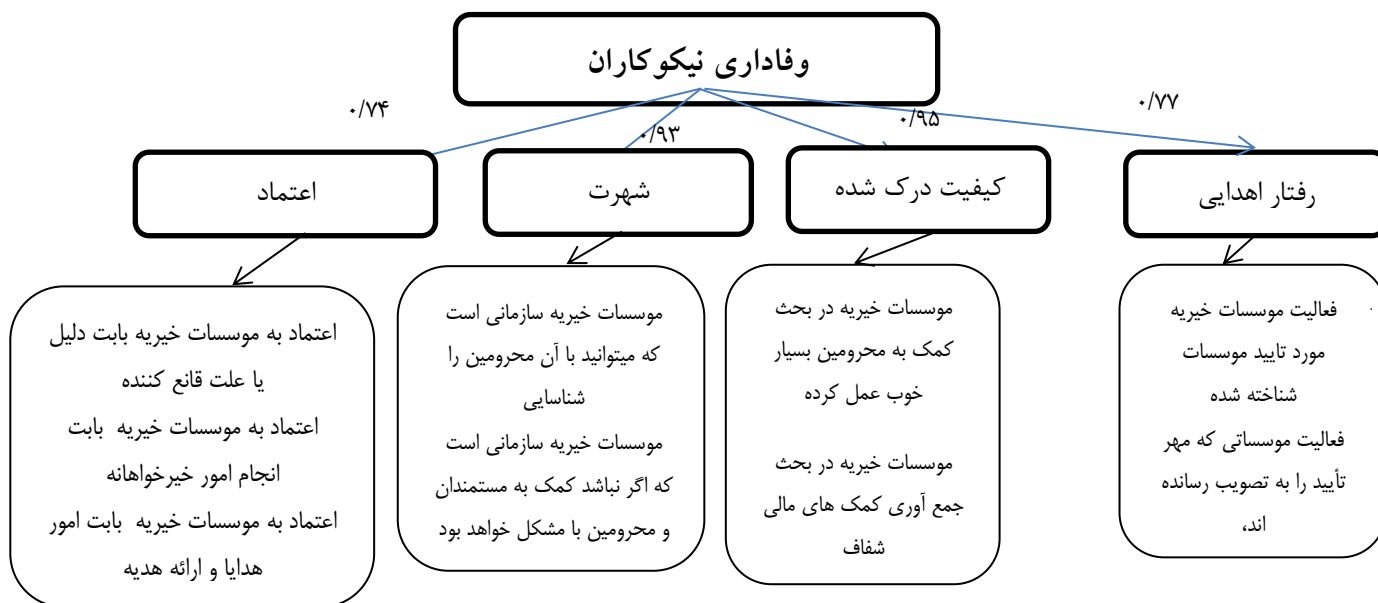 وفاداری نیکوکاران
۰/۷۷
۰/۹۵
۰/۹۳
۰/۷۴
رفتار اهدایی
کیفیت درک شده
شهرت
اعتماد
فعالیت موسسات خیریه
مورد تایید موسسات
شناخته شده
فعالیت موسساتی که مهر
تأیید را به تصویب رسانده
اند،
موسسات خیریه در بحث
کمک به محرومین بسیار
خوب عمل کرده
موسسات خیریه در بحث
جمع آوری کمک های مالی
شفاف
موسسات خیریه سازمانی است
که میتوانید با آن محرومین را
شناسایی
موسسات خیریه سازمانی است
که اگر نباشد کمک به مستمندان
و محرومین با مشکل خواهد بود
اعتماد به موسسات خیریه بابت دلیل
یا علت قانع کننده
اعتماد به موسسات خیریه بابت
انجام امور خیرخواهانه
اعتماد به موسسات خیریه بابت امور
هدایا و ارائه هدیه